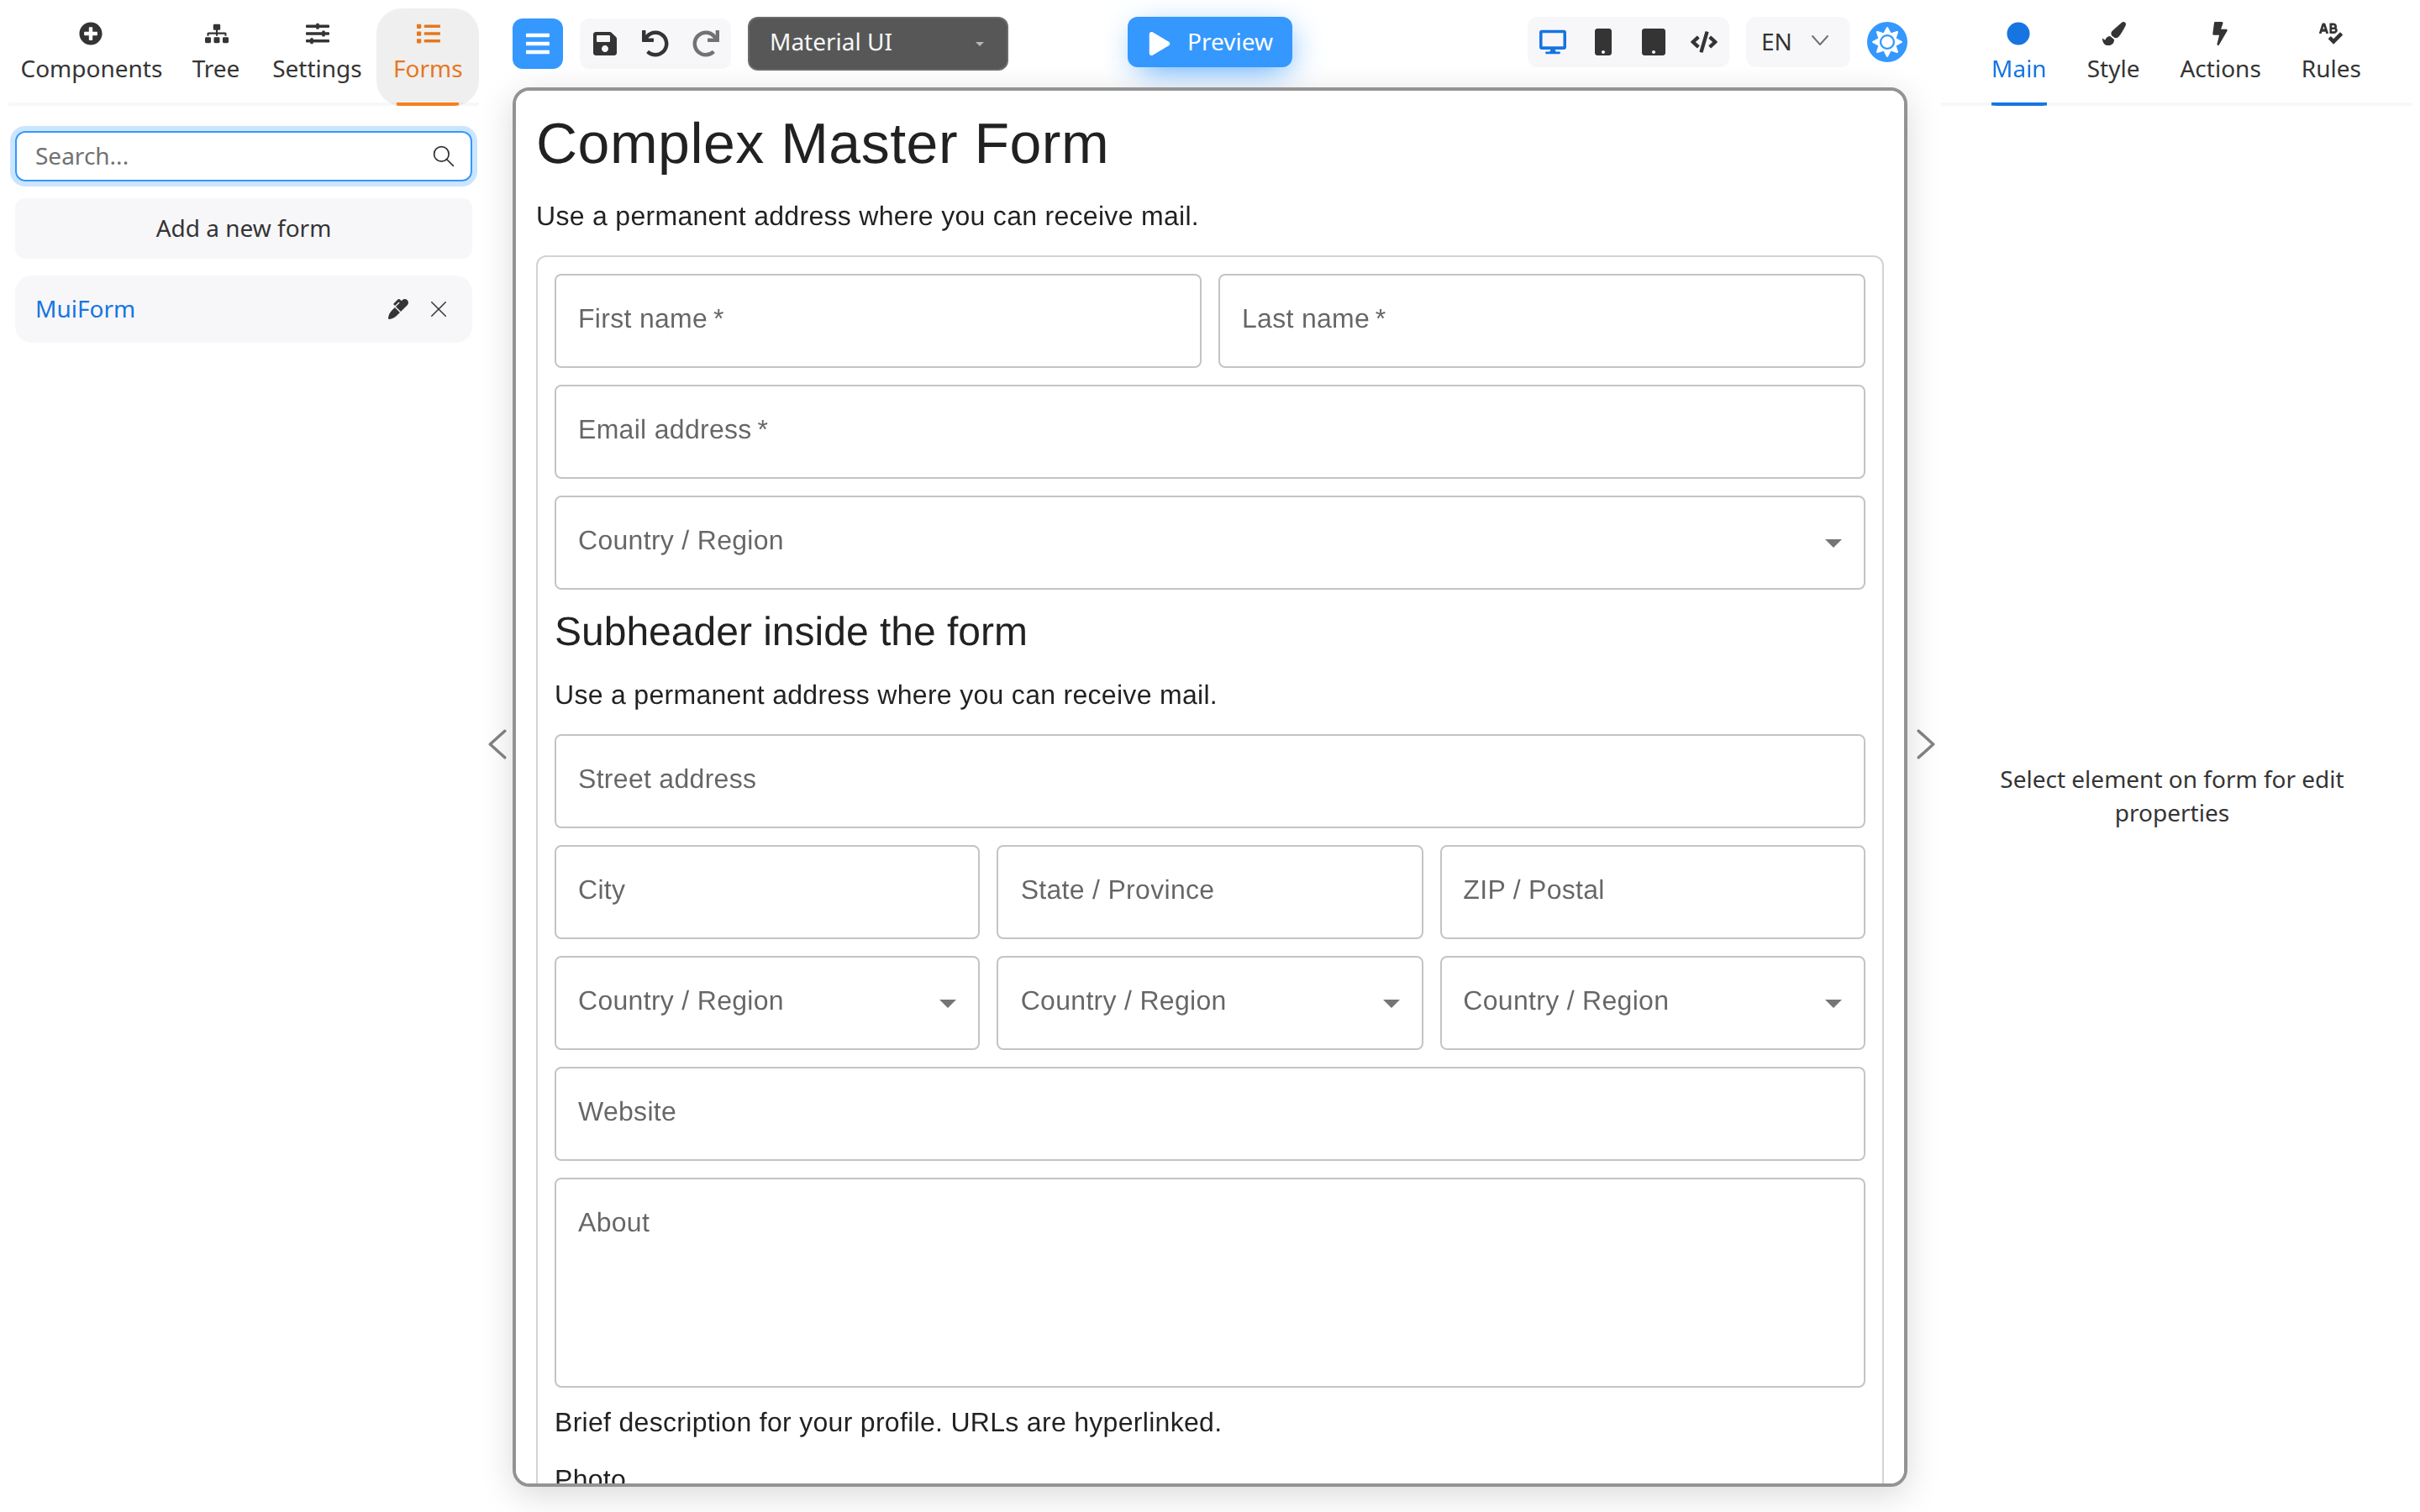 Components
Tree
Settings
Forms
Material UI
Preview
EN
Main
Style
Actions
Rules
Search...
Add a new form
MuiForm
Complex Master Form
Use a permanent address where you can receive mail.
First name *
Last name *
Email address *
Country / Region
Subheader inside the form
Use a permanent address where you can receive mail.
Street address
City
State / Province
ZIP / Postal
Country / Region
Country / Region
Country / Region
Website
About
Brief description for your profile. URLs are hyperlinked.
Photo
Select element on form for edit
properties